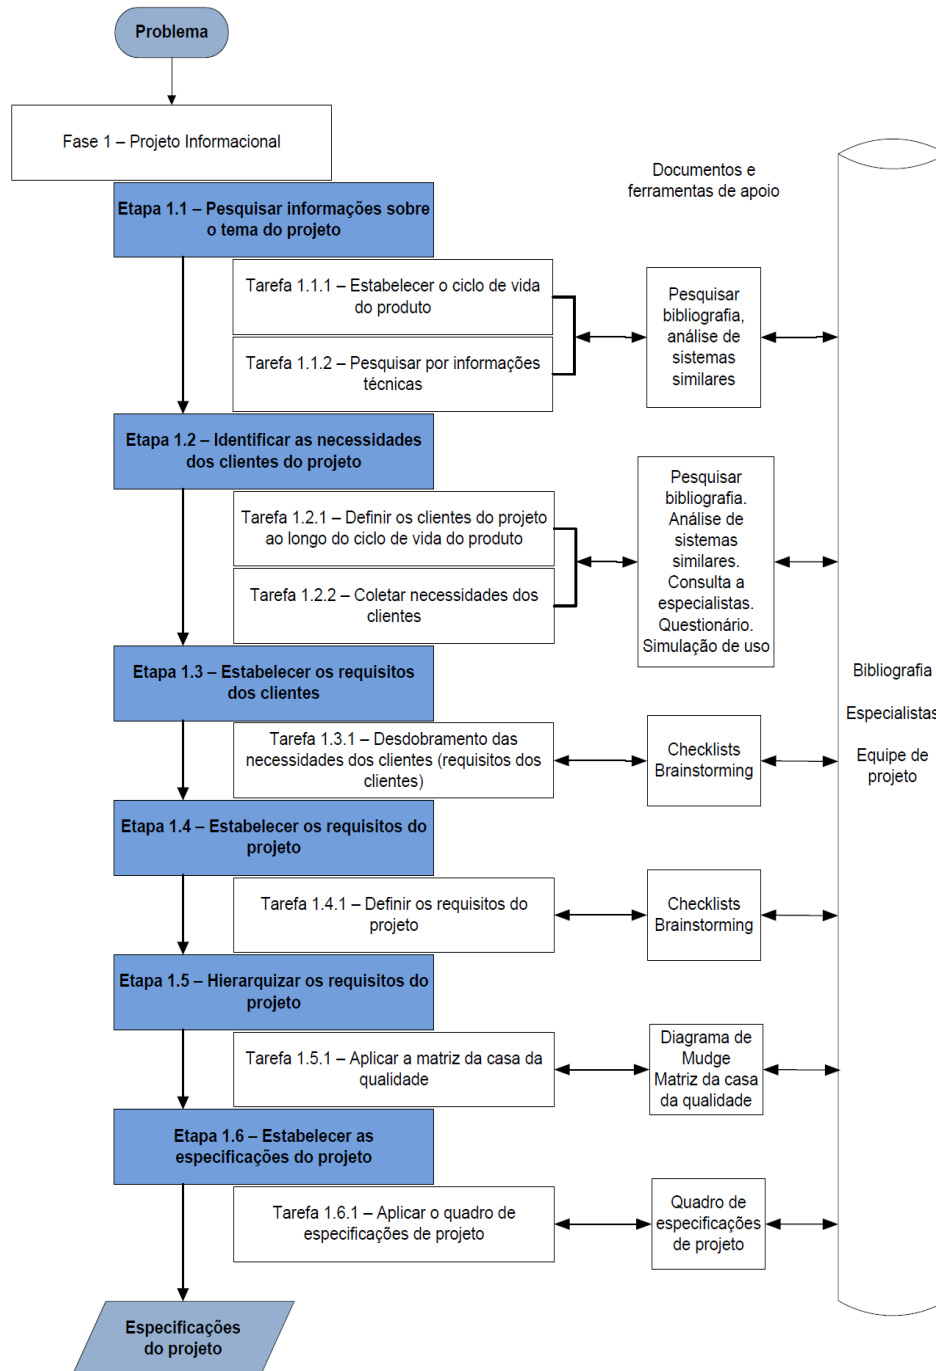 Problema
Fase 1 – Projeto Informacional
Documentos e
ferramentas de apoio
Etapa 1.1 – Pesquisar informações sobre
o tema do projeto
Tarefa 1.1.1 – Estabelecer o ciclo de vida
do produto
Tarefa 1.1.2 – Pesquisar por informações
técnicas
Pesquisar
bibliografia,
análise de
sistemas
similares
Etapa 1.2 – Identificar as necessidades
dos clientes do projeto
Tarefa 1.2.1 – Definir os clientes do projeto
ao longo do ciclo de vida do produto
Tarefa 1.2.2 – Coletar necessidades dos
clientes
Pesquisar
bibliografia.
Análise de
sistemas
similares.
Consulta a
especialistas.
Questionário.
Simulação de uso
Etapa 1.3 – Estabelecer os requisitos
dos clientes
Tarefa 1.3.1 – Desdobramento das
necessidades dos clientes (requisitos dos
clientes)
Checklists
Brainstorming
Bibliografia
Especialistas
Equipe de
projeto
Etapa 1.4 – Estabelecer os requisitos do
projeto
Tarefa 1.4.1 – Definir os requisitos do
projeto
Checklists
Brainstorming
Etapa 1.5 – Hierarquizar os requisitos do
projeto
Tarefa 1.5.1 – Aplicar a matriz da casa da
qualidade
Diagrama de
Mudge
Matriz da casa
da qualidade
Etapa 1.6 – Estabelecer as
especificações do projeto
Tarefa 1.6.1 – Aplicar o quadro de
especificações de projeto
Quadro de
especificações
de projeto
Especificações
do projeto